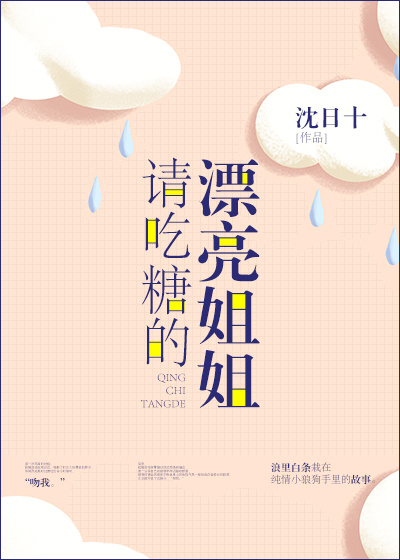 沈日十
[作品]
请吃糖的
漂亮姐姐
QING
CHI
TANGDE
“吻我。”
浪里白条栽在
纯情小狼狗手里的故事。